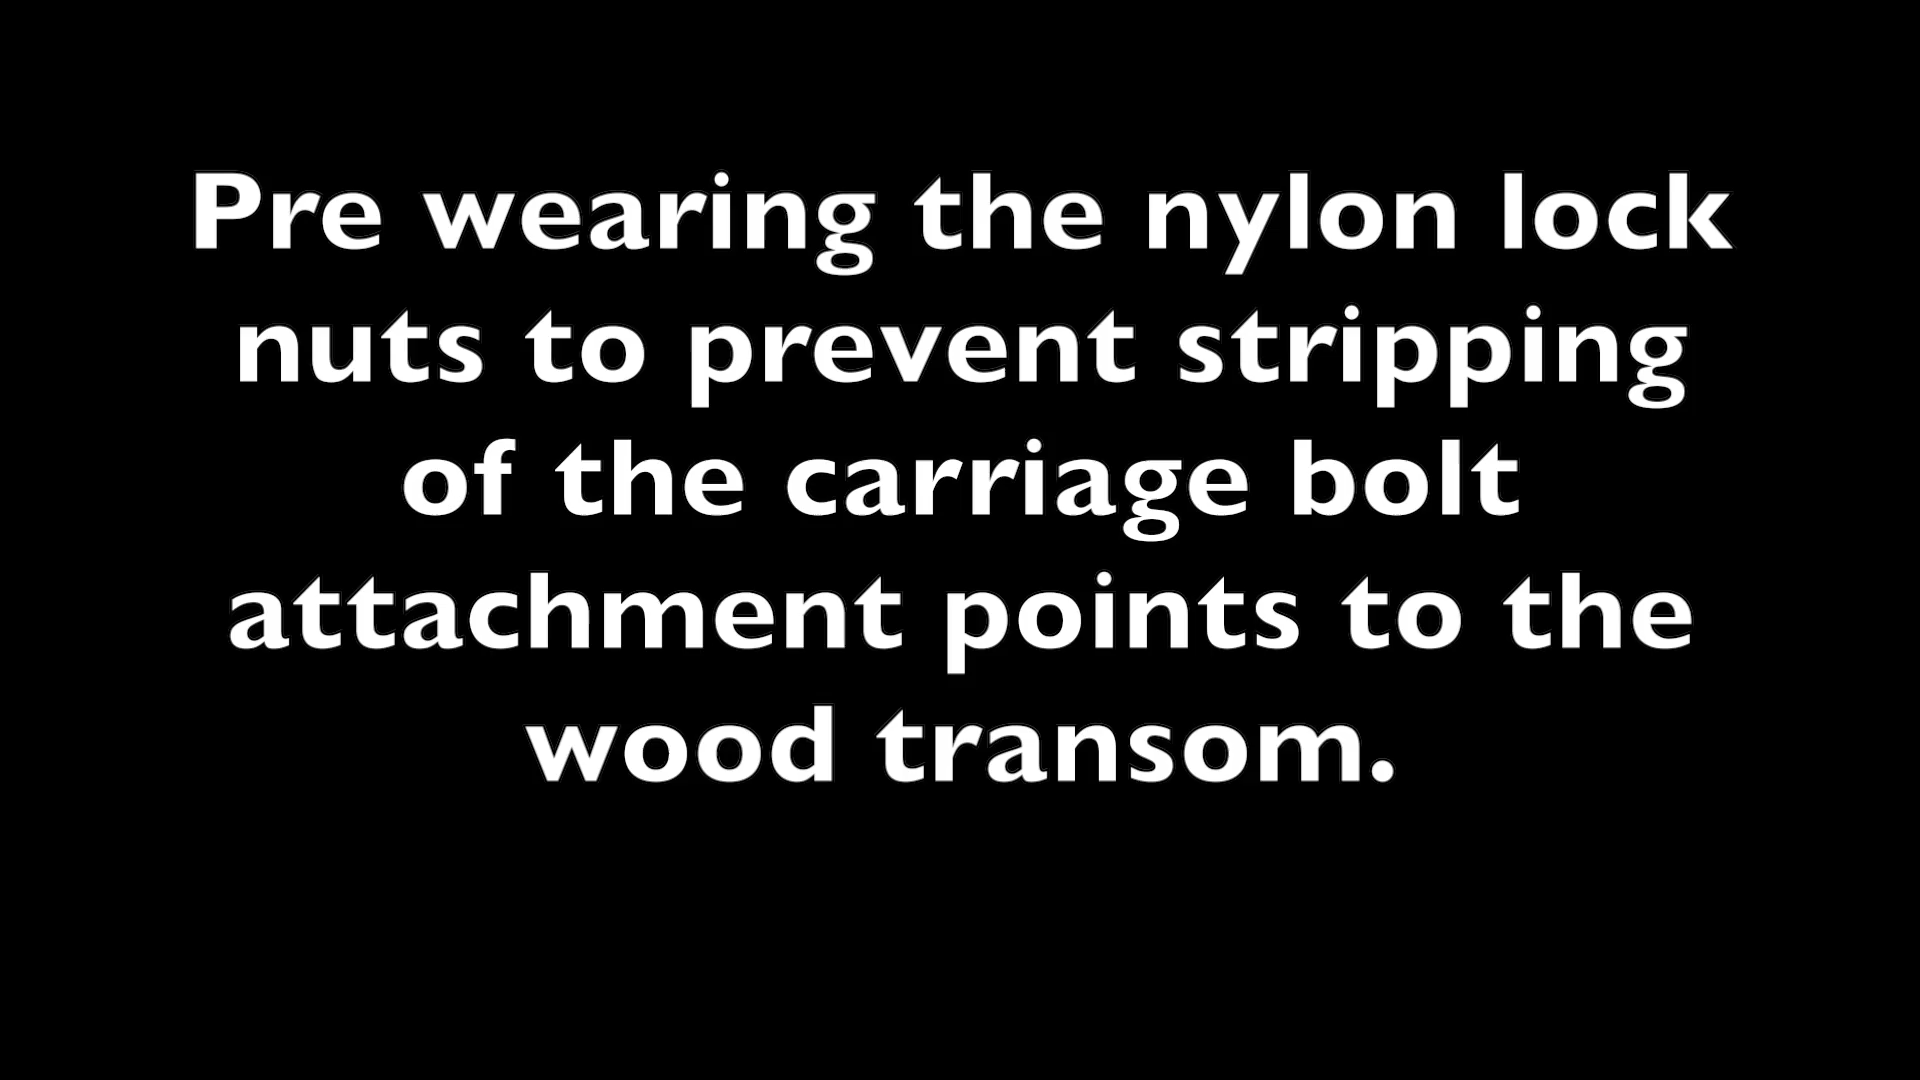 Pre wearing the nylon lock
nuts to prevent stripping
of the carriage bolt
attachment points to the
wood transom.